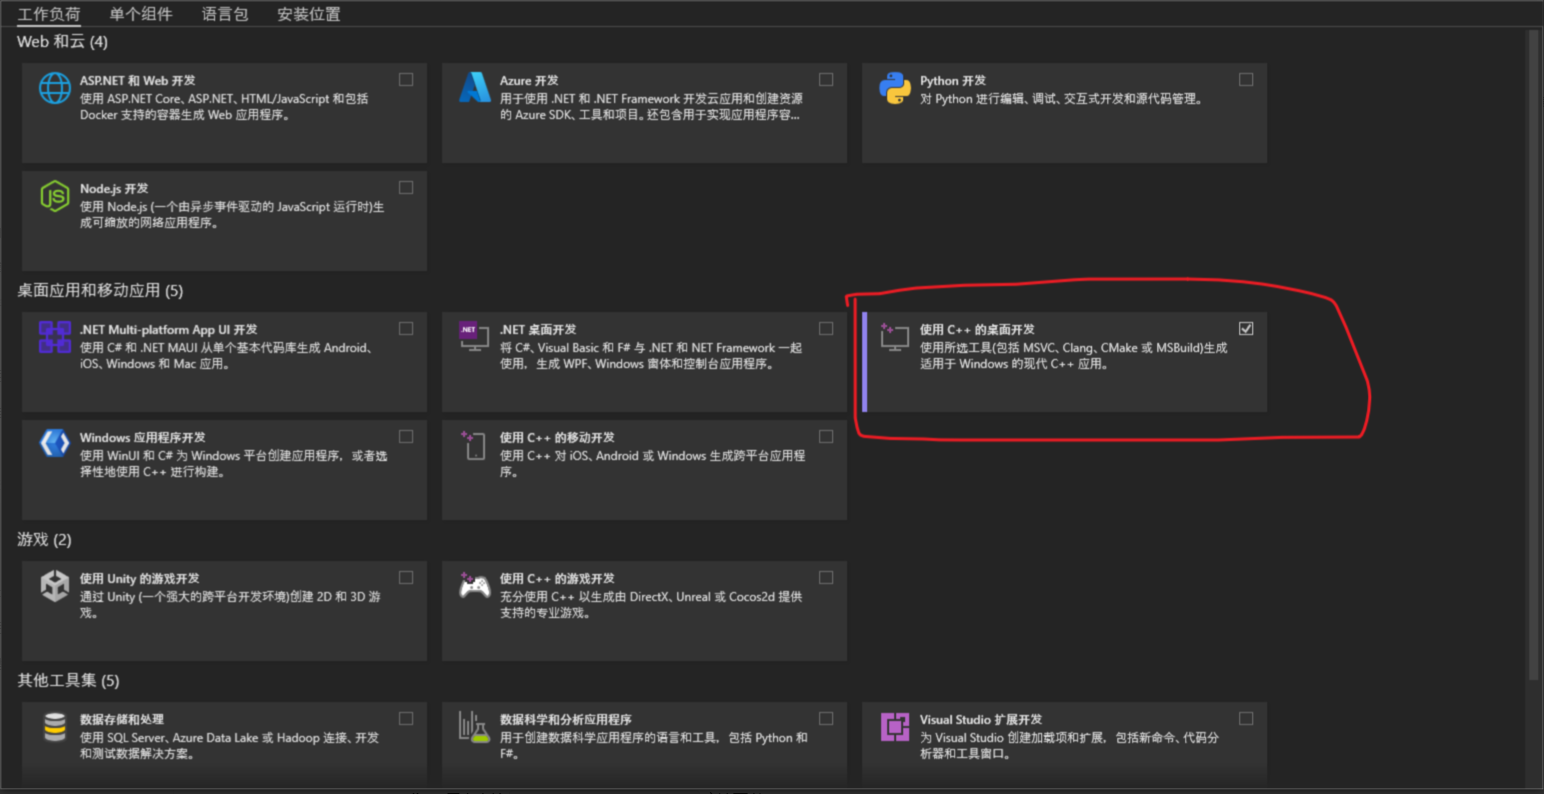 工作负荷 单个组件 语言包 安装位置
Web 和云 (4)
ASP.NET 和 Web 开发
使用 ASP.NET Core、ASP.NET、HTML/JavaScript 和包括
Docker 支持的容器生成 Web 应用程序。
Azure 开发
用于使用 .NET 和 .NET Framework 开发云应用和创建资源
的 Azure SDK、工具和项目。还包含用于实现应用程序容...
Python 开发
对 Python 进行编辑、调试、交互式开发和源代码管理。
Node.js 开发
使用 Node.js (一个由异步事件驱动的 JavaScript 运行时)生
成可缩放的网络应用程序。
桌面应用和移动应用 (5)
.NET Multi-platform App UI 开发
使用 C# 和 .NET MAUI 从单个基本代码库生成 Android、
iOS、Windows 和 Mac 应用。
.NET
.NET 桌面开发
将 C#、Visual Basic 和 F# 与 .NET 和 NET Framework 一起
使用，生成 WPF、Windows 窗体和控制台应用程序。
使用 C++ 的桌面开发
使用所选工具(包括 MSVC、Clang、CMake 或 MSBuild)生成
适用于 Windows 的现代 C++ 应用。
Windows 应用程序开发
使用 WinUI 和 C# 为 Windows 平台创建应用程序，或者选
择性地使用 C++ 进行构建。
使用 C++ 的移动开发
使用 C++ 对 iOS、Android 或 Windows 生成跨平台应用程
序。
游戏 (2)
使用 Unity 的游戏开发
通过 Unity (一个强大的跨平台开发环境)创建 2D 和 3D 游
戏。
使用 C++ 的游戏开发
充分使用 C++ 以生成由 DirectX、Unreal 或 Cocos2d 提供
支持的专业游戏。
其他工具集 (5)
数据存储和处理
使用 SQL Server、Azure Data Lake 或 Hadoop 连接、开发
和测试数据解决方案。
数据科学和分析应用程序
用于创建数据科学应用程序的语言和工具，包括 Python 和
F#。
Visual Studio 扩展开发
为 Visual Studio 创建加载项和扩展，包括新命令、代码分
析器和工具窗口。